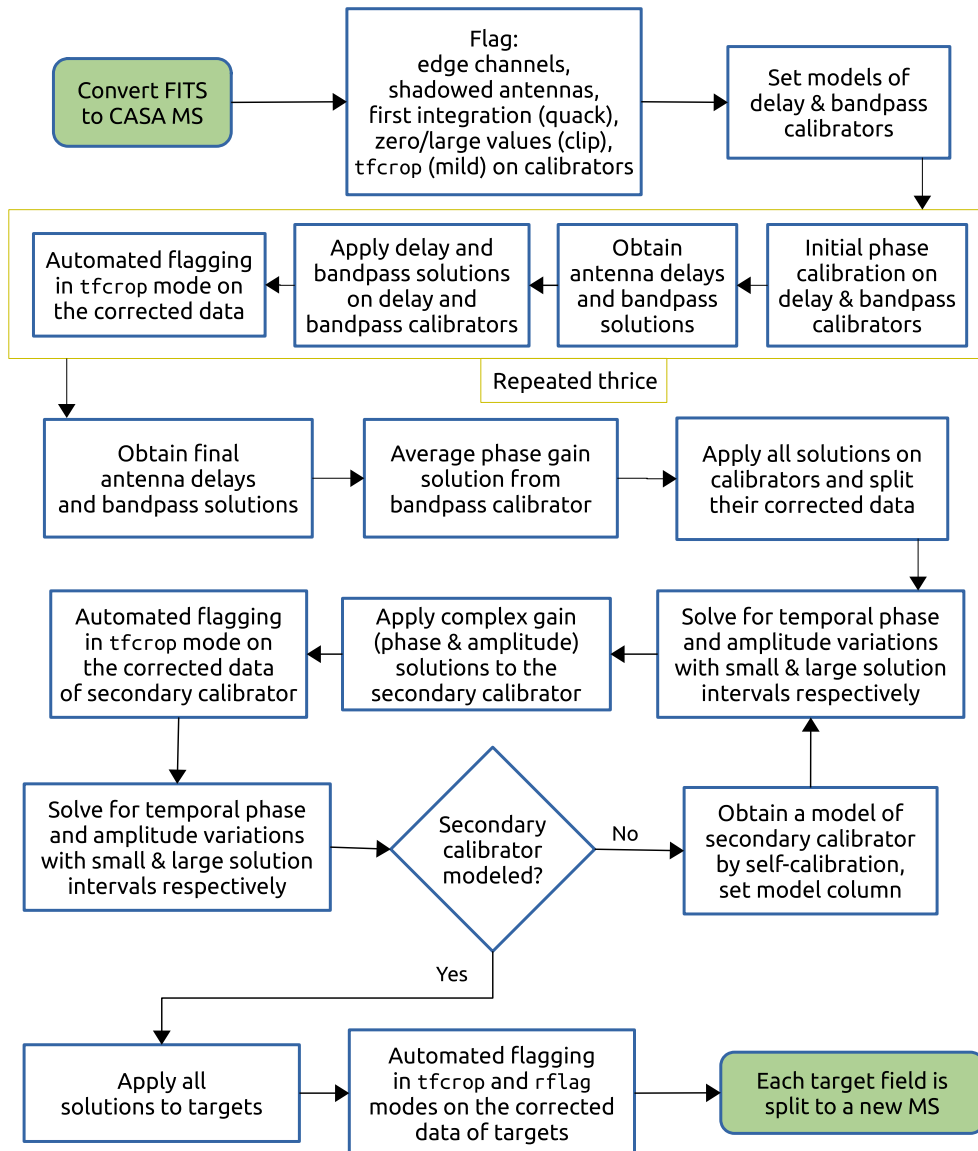 Convert FITS
to CASA MS
Flag:
edge channels,
shadowed antennas,
first integration (quack),
zero/large values (clip),
tfcrop (mild) on calibrators
Set models of
delay & bandpass
calibrators
Initial phase
calibration on
delay & bandpass
calibrators
Obtain
antenna delays
and bandpass
solutions
Apply delay and
bandpass solutions
on delay and
bandpass calibrators
Automated flagging
in tfcrop mode on
the corrected data
Repeated thrice
Obtain final
antenna delays
and bandpass solutions
Average phase gain
solution from
bandpass calibrator
Apply all solutions on
calibrators and split
their corrected data
Solve for temporal phase
and amplitude variations
with small & large solution
intervals respectively
Apply complex gain
(phase & amplitude)
solutions to the
secondary calibrator
Automated flagging
in tfcrop mode on
the corrected data
of secondary calibrator
Solve for temporal phase
and amplitude variations
with small & large solution
intervals respectively
Secondary
calibrator
modeled?
No
Obtain a model of
secondary calibrator
by self-calibration,
set model column
Yes
Apply all
solutions to targets
Automated flagging
in tfcrop and rflag
modes on the corrected
data of targets
Each target field is
split to a new MS